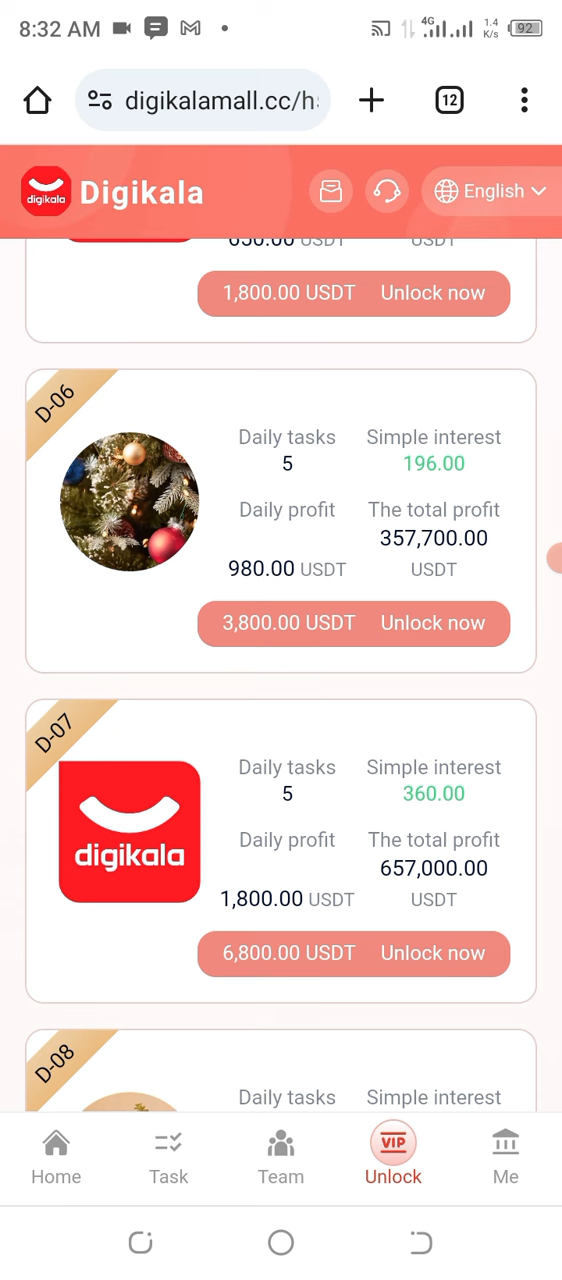 8:32 AM
4G
1.4
K/s
92
digikalamall.cc/h
12
digikala
Digikala
English
650.00 USDT
USDT
1,800.00 USDT Unlock now
D-06
Daily tasks
Simple interest
5
196.00
Daily profit
The total profit
357,700.00
980.00 USDT
USDT
3,800.00 USDT Unlock now
D-07
Daily tasks
Simple interest
5
360.00
digikala
Daily profit
The total profit
657,000.00
1,800.00 USDT
USDT
6,800.00 USDT Unlock now
D-08
Daily tasks
Simple interest
VIP
Home
Task
Team
Unlock
Me